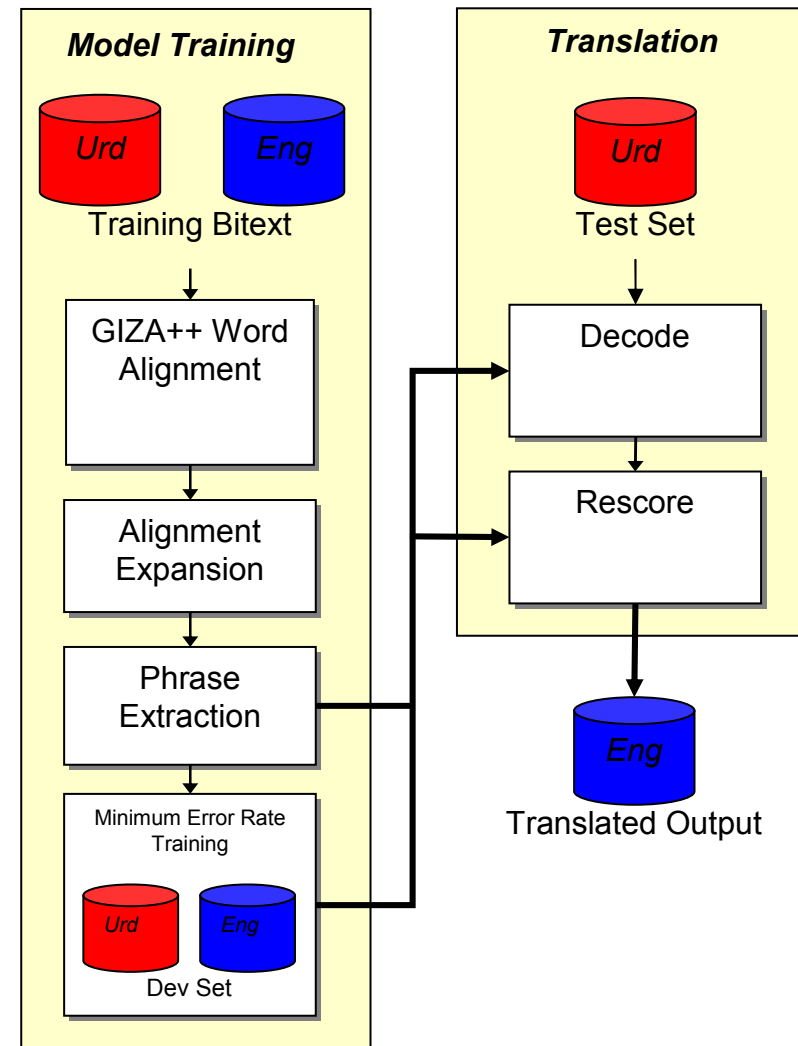 Model Training
Urd
Eng
Training Bitext
GIZA++ Word
Alignment
Alignment
Expansion
Phrase
Extraction
Minimum Error Rate
Training
Urd
Eng
Dev Set
Translation
Urd
Test Set
Decode
Rescore
Eng
Translated Output